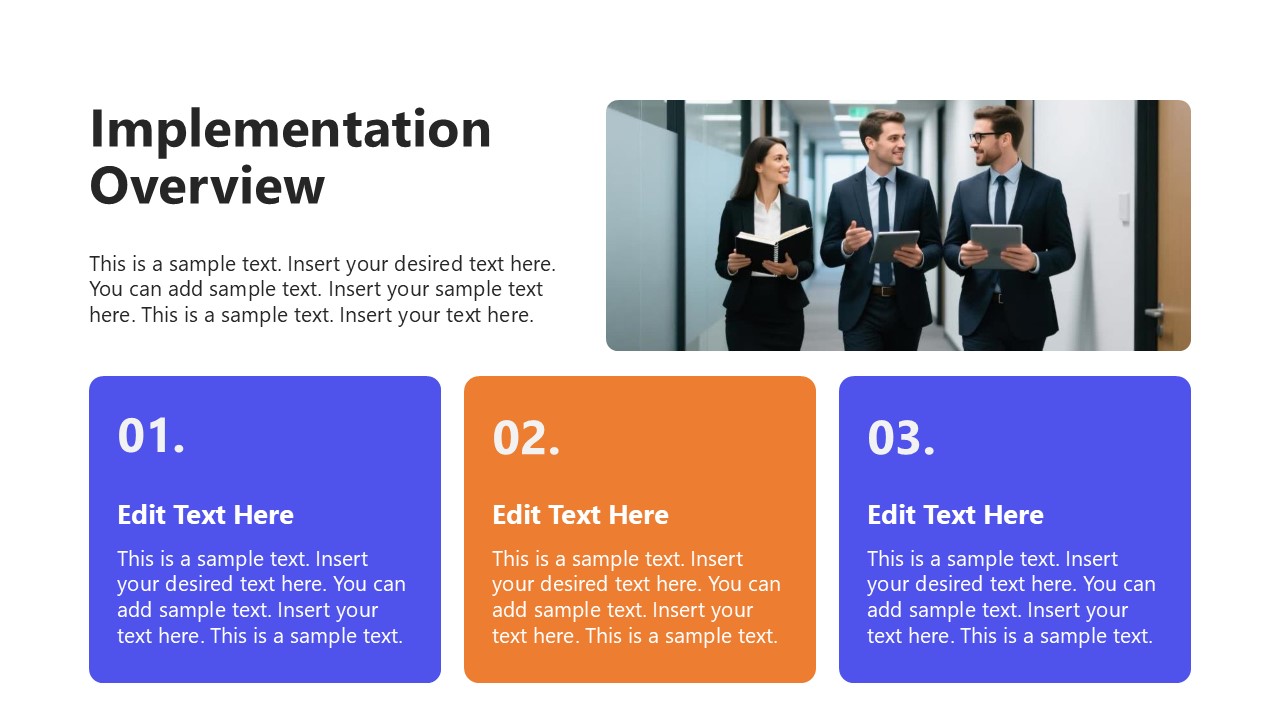 Implementation
Overview
This is a sample text. Insert your desired text here.
You can add sample text. Insert your sample text
here. This is a sample text. Insert your text here.
01.
Edit Text Here
This is a sample text. Insert
your desired text here. You can
add sample text. Insert your
text here. This is a sample text.
02.
Edit Text Here
This is a sample text. Insert
your desired text here. You can
add sample text. Insert your
text here. This is a sample text.
03.
Edit Text Here
This is a sample text. Insert
your desired text here. You can
add sample text. Insert your
text here. This is a sample text.